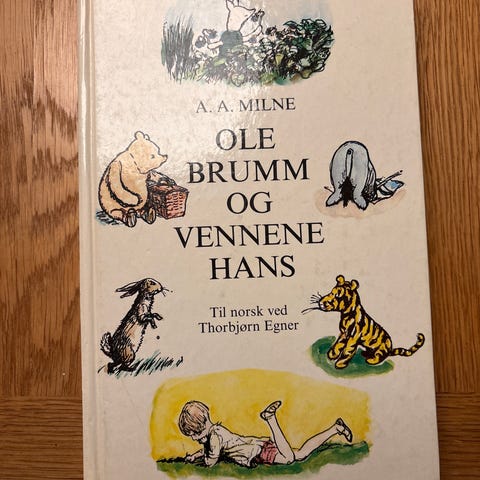 A. A. MILNE
OLE
BRUMM
OG
VENNENE
HANS
Til norsk ved
Thorbjørn Egner